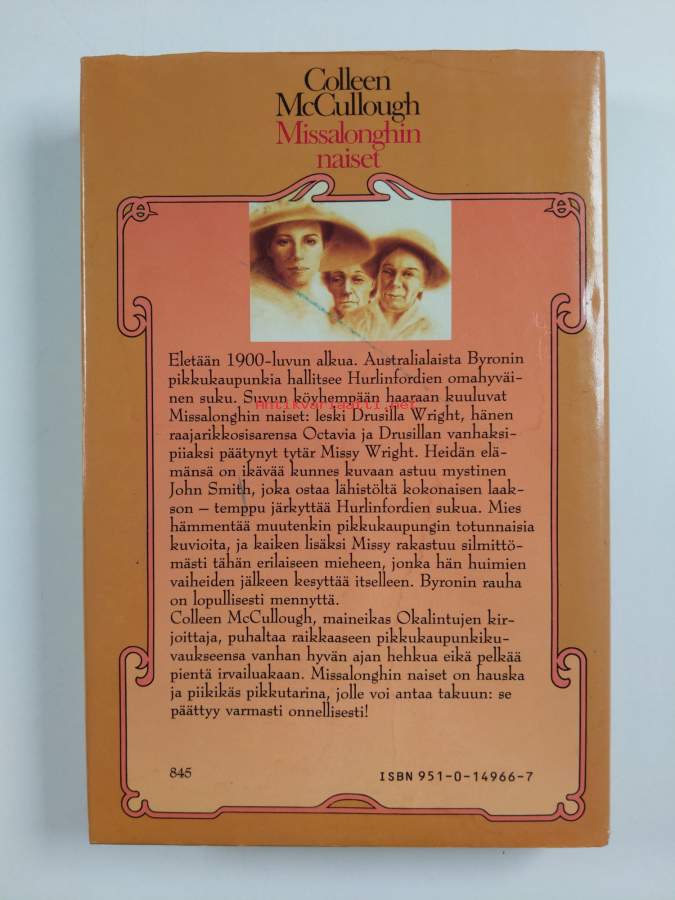 Colleen
McCullough
Missalonghin
naiset
Eletään 1900-luvun alkua. Australialaista Byronin
pikkukaupunkia hallitsee Hurlinfordien omahyväi-
nen suku. Suvun köyhempään haaraan kuuluvat
Antikvariaatti.net
Missalonghin naiset: leski Drusilla Wright, hänen
raajarikkosisarensa Octavia ja Drusillan vanhaksi-
piiaksi päätynyt tytär Missy Wright. Heidän elä-
mänsä on ikävää kunnes kuvaan astuu mystinen
John Smith, joka ostaa lähistöltä kokonaisen laak-
son – temppu järkyttää Hurlinfordien sukua. Mies
hämmentää muutenkin pikkukaupungin totunnaisia
kuvioita, ja kaiken lisäksi Missy rakastuu silmittö-
mästi tähän erilaiseen mieheen, jonka hän huimien
vaiheiden jälkeen kesyttää itselleen. Byronin rauha
on lopullisesti mennyttä.
Colleen McCullough, maineikas Okalintujen kir-
joittaja, puhaltaa raikkaaseen pikkukaupunkiku-
vaukseensa vanhan hyvän ajan hehkua eikä pelkää
pientä irvailuakaan. Missalonghin naiset on hauska
ja piikikäs pikkutarina, jolle voi antaa takuun: se
päättyy varmasti onnellisesti!
845
ISBN 951-0-14966-7